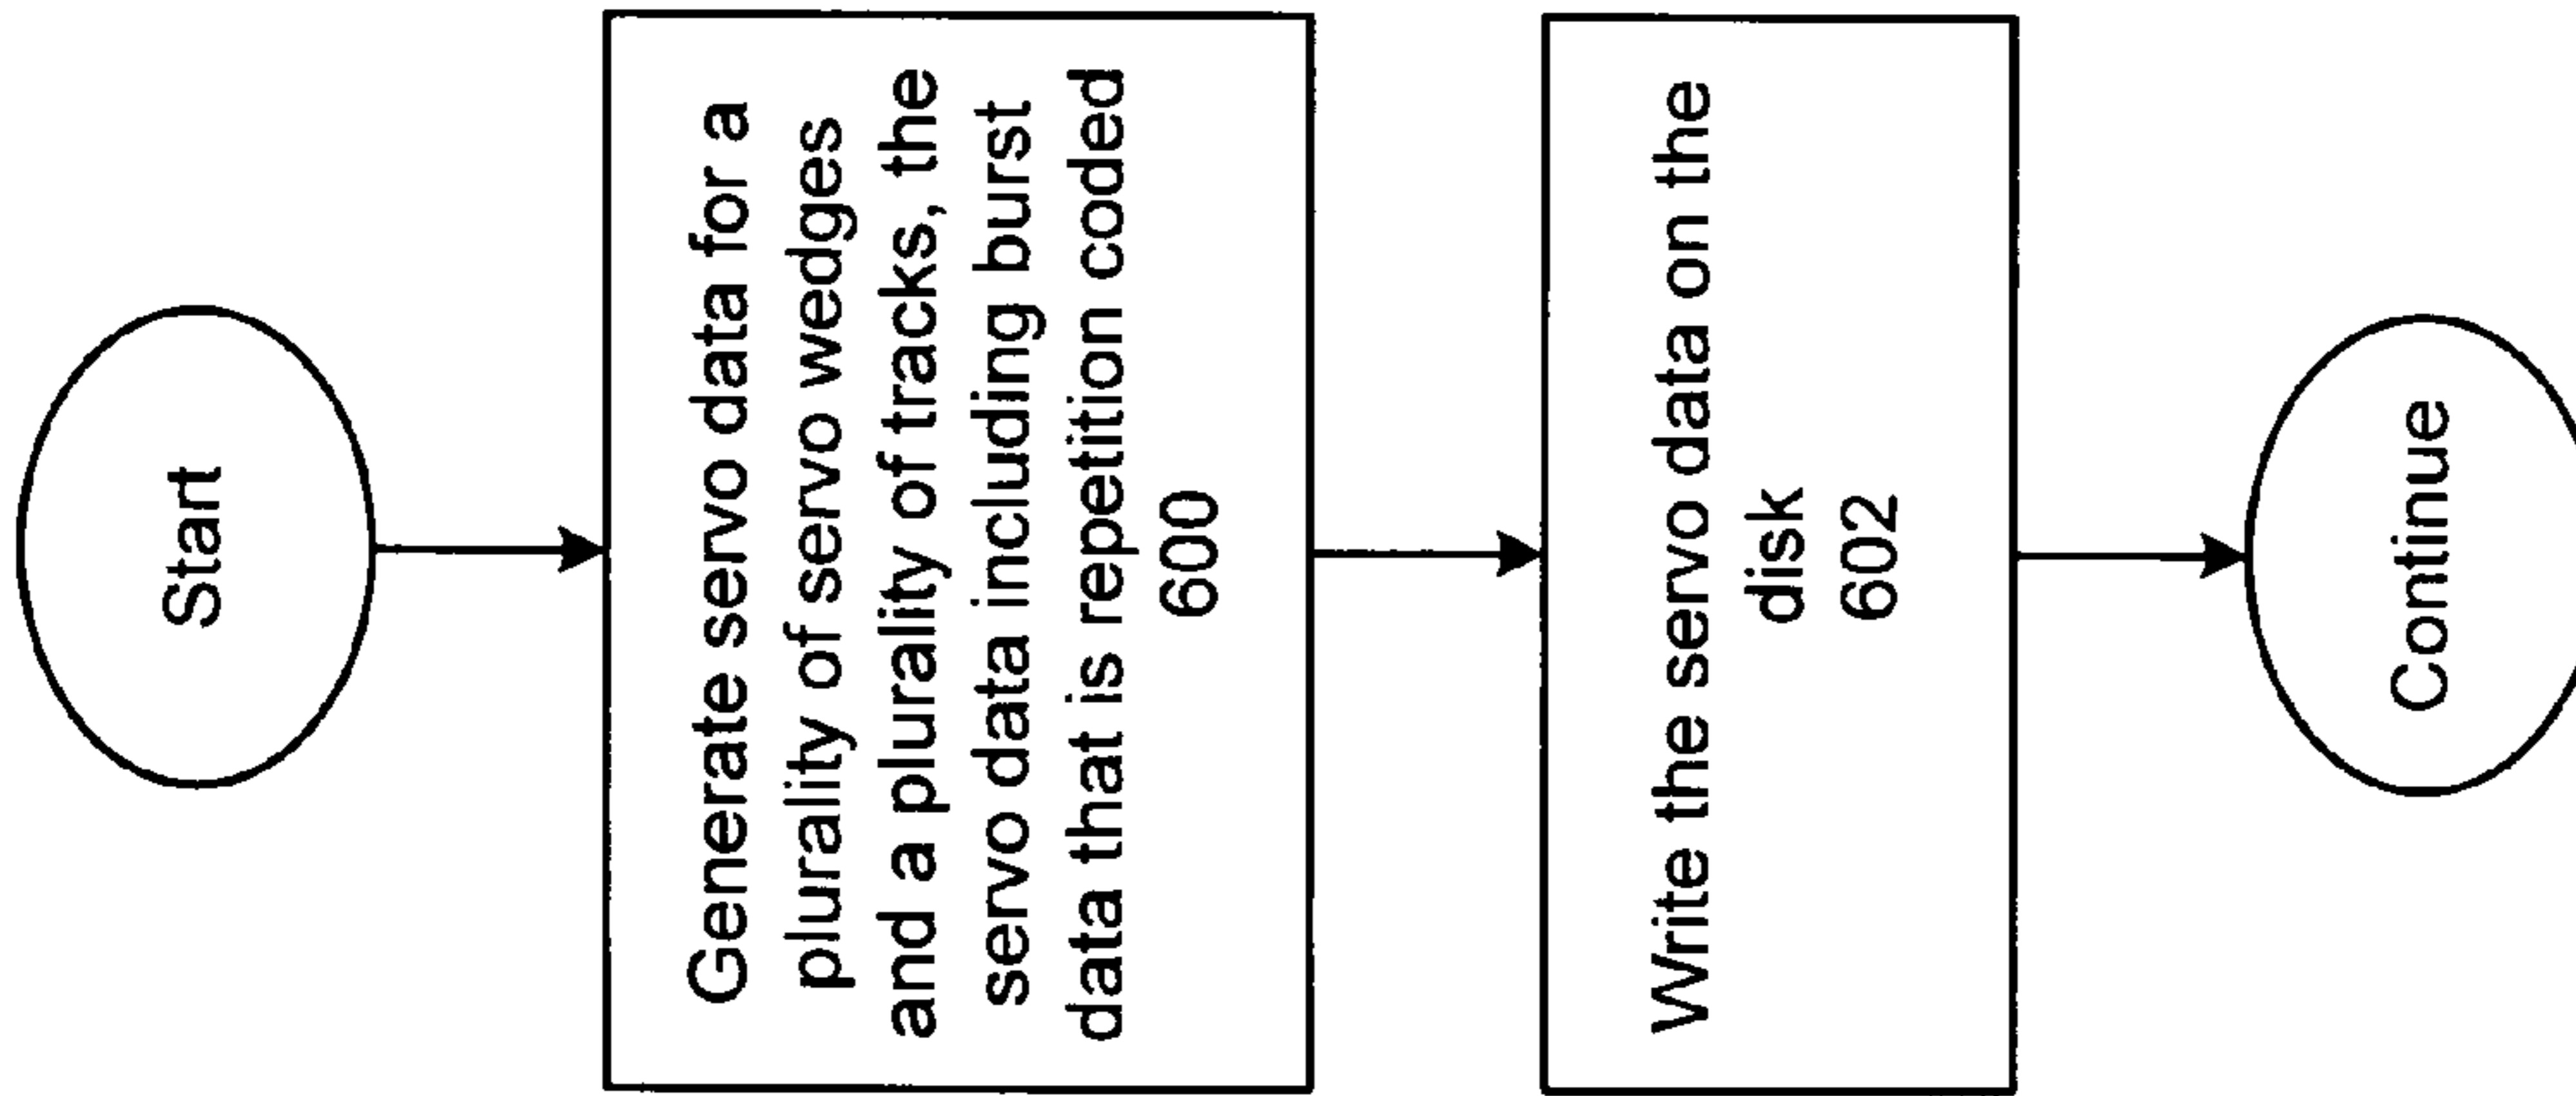 Start
Generate servo data for a
plurality of servo wedges
and a plurality of tracks, the
servo data including burst
data that is repetition coded
600
Write the servo data on the
disk
602
Continue